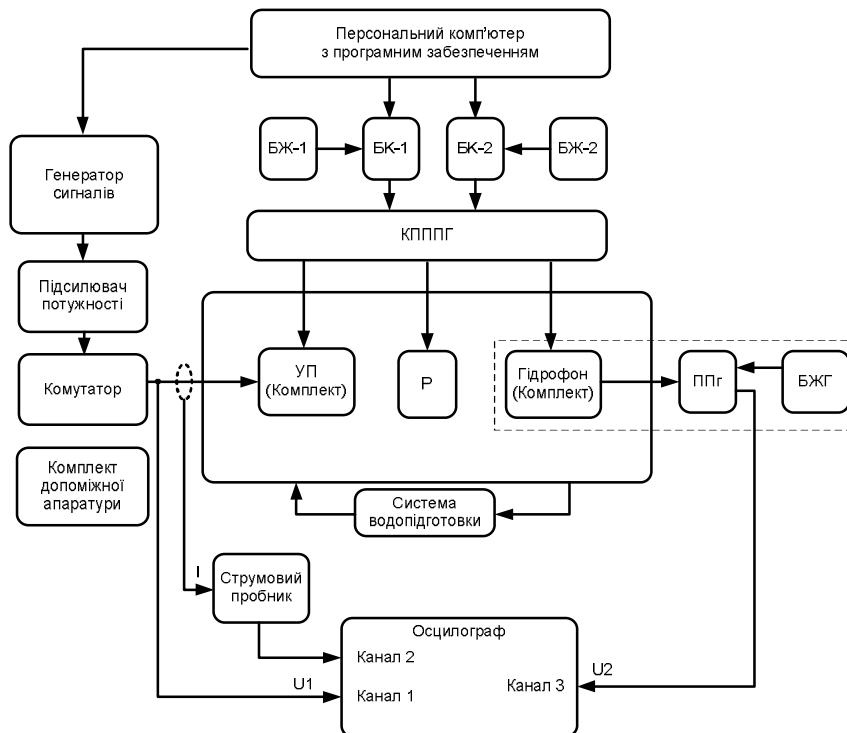 Персональний комп'ютер
з програмним забезпеченням
БЖ-1
БК-1
БК-2
БЖ-2
Генератор
сигналів
КПППГ
Підсилювач
потужності
УП
(Комплект)
Р
Гідрофон
(Комплект)
ППг
БЖГ
Комутатор
Комплект
допоміжної
апаратури
Система
водопідготовки
I
Струмовий
пробник
Осцилограф
Канал 2
U1
Канал 1
Канал 3
U2